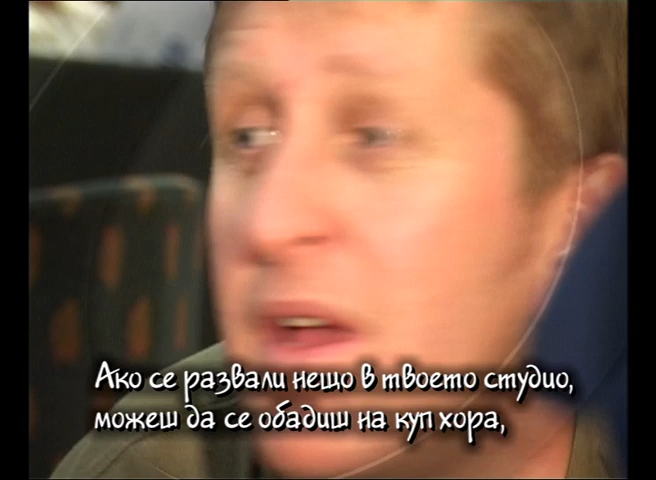 Ако се развали нещо в твоето студио,
можеш да се обадиш на куп хора,